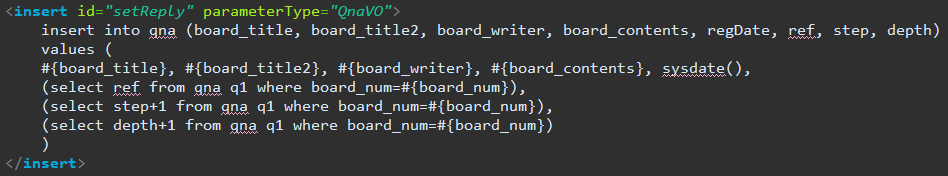 <insert id="setReply" parameterType="QnaVO">
insert into qna (board_title, board_title2, board_writer, board_contents, regDate, ref, step, depth)
values (
#{board_title}, #{board_title2}, #{board_writer}, #{board_contents}, sysdate(),
(select ref from qna q1 where board_num=#{board_num}),
(select step+1 from qna q1 where board_num=#{board_num}),
(select depth+1 from qna q1 where board_num=#{board_num})
)
</insert>